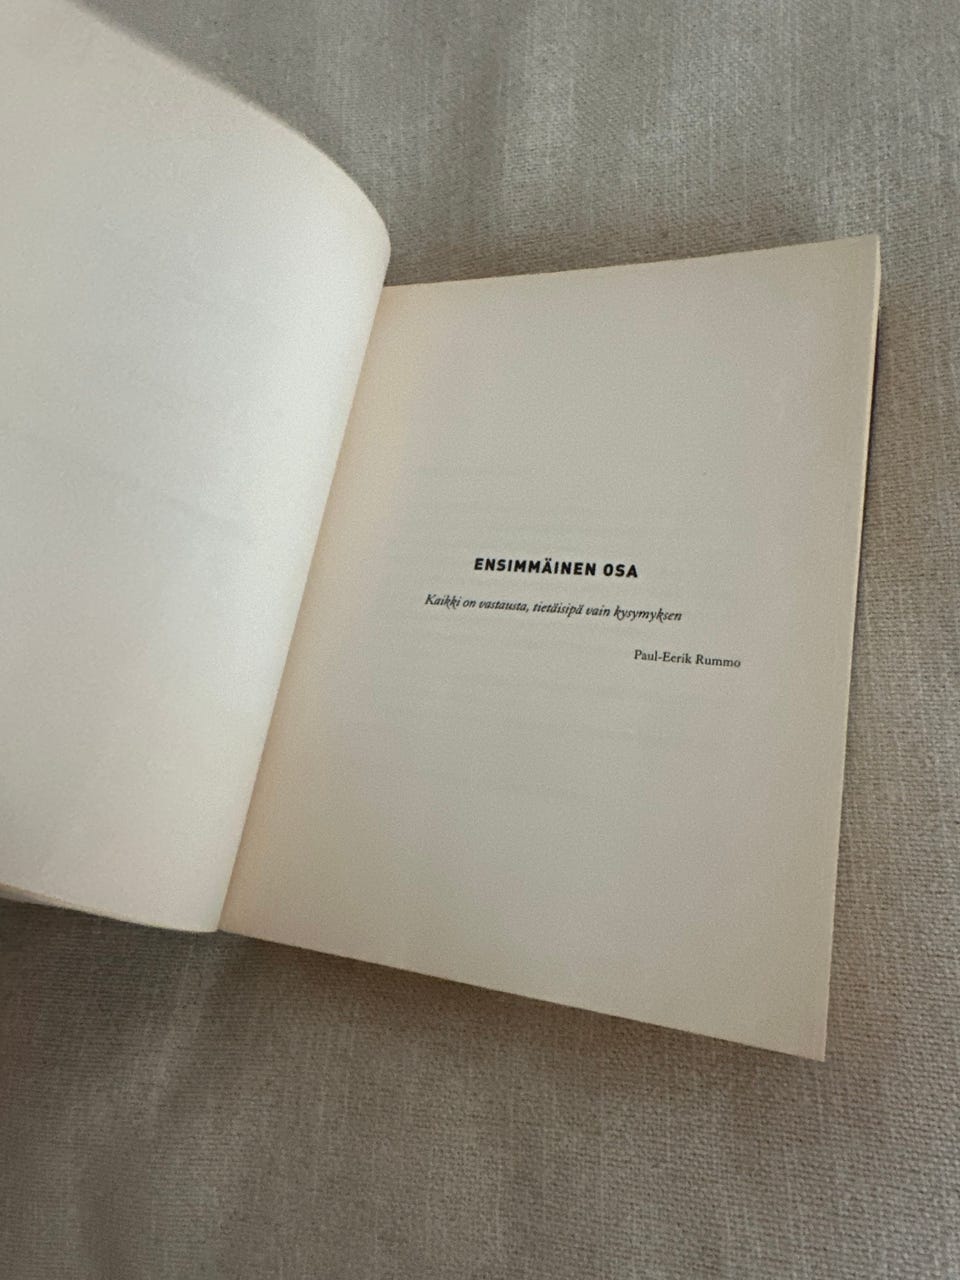 ENSIMMÄINEN OSA
Kaikki on vastausta, tietäisipä vain kysymyksen
Paul-Eerik Rummo